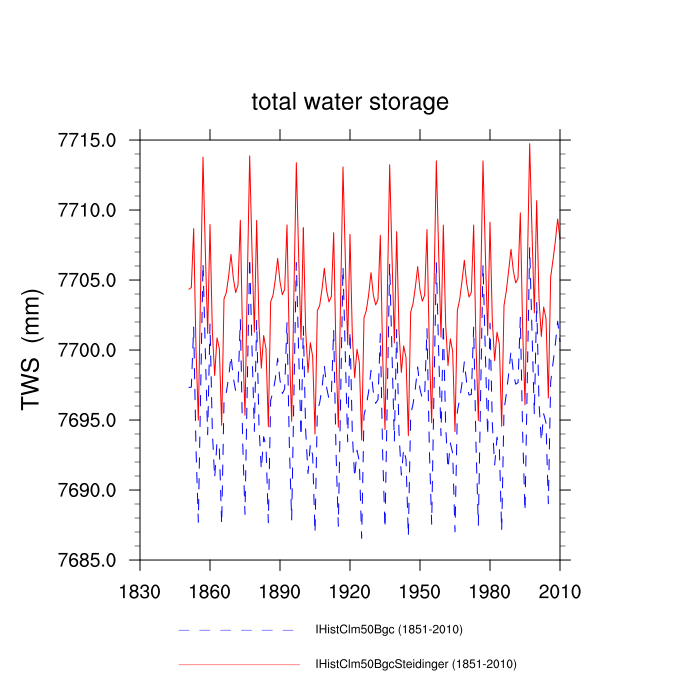 total water storage
TWS (mm)
7715.0
7710.0
7705.0
7700.0
7695.0
7690.0
7685.0
1830 1860 1890 1920 1950 1980 2010
IHistClm50Bgc (1851-2010)
IHistClm50BgcSteidinger (1851-2010)